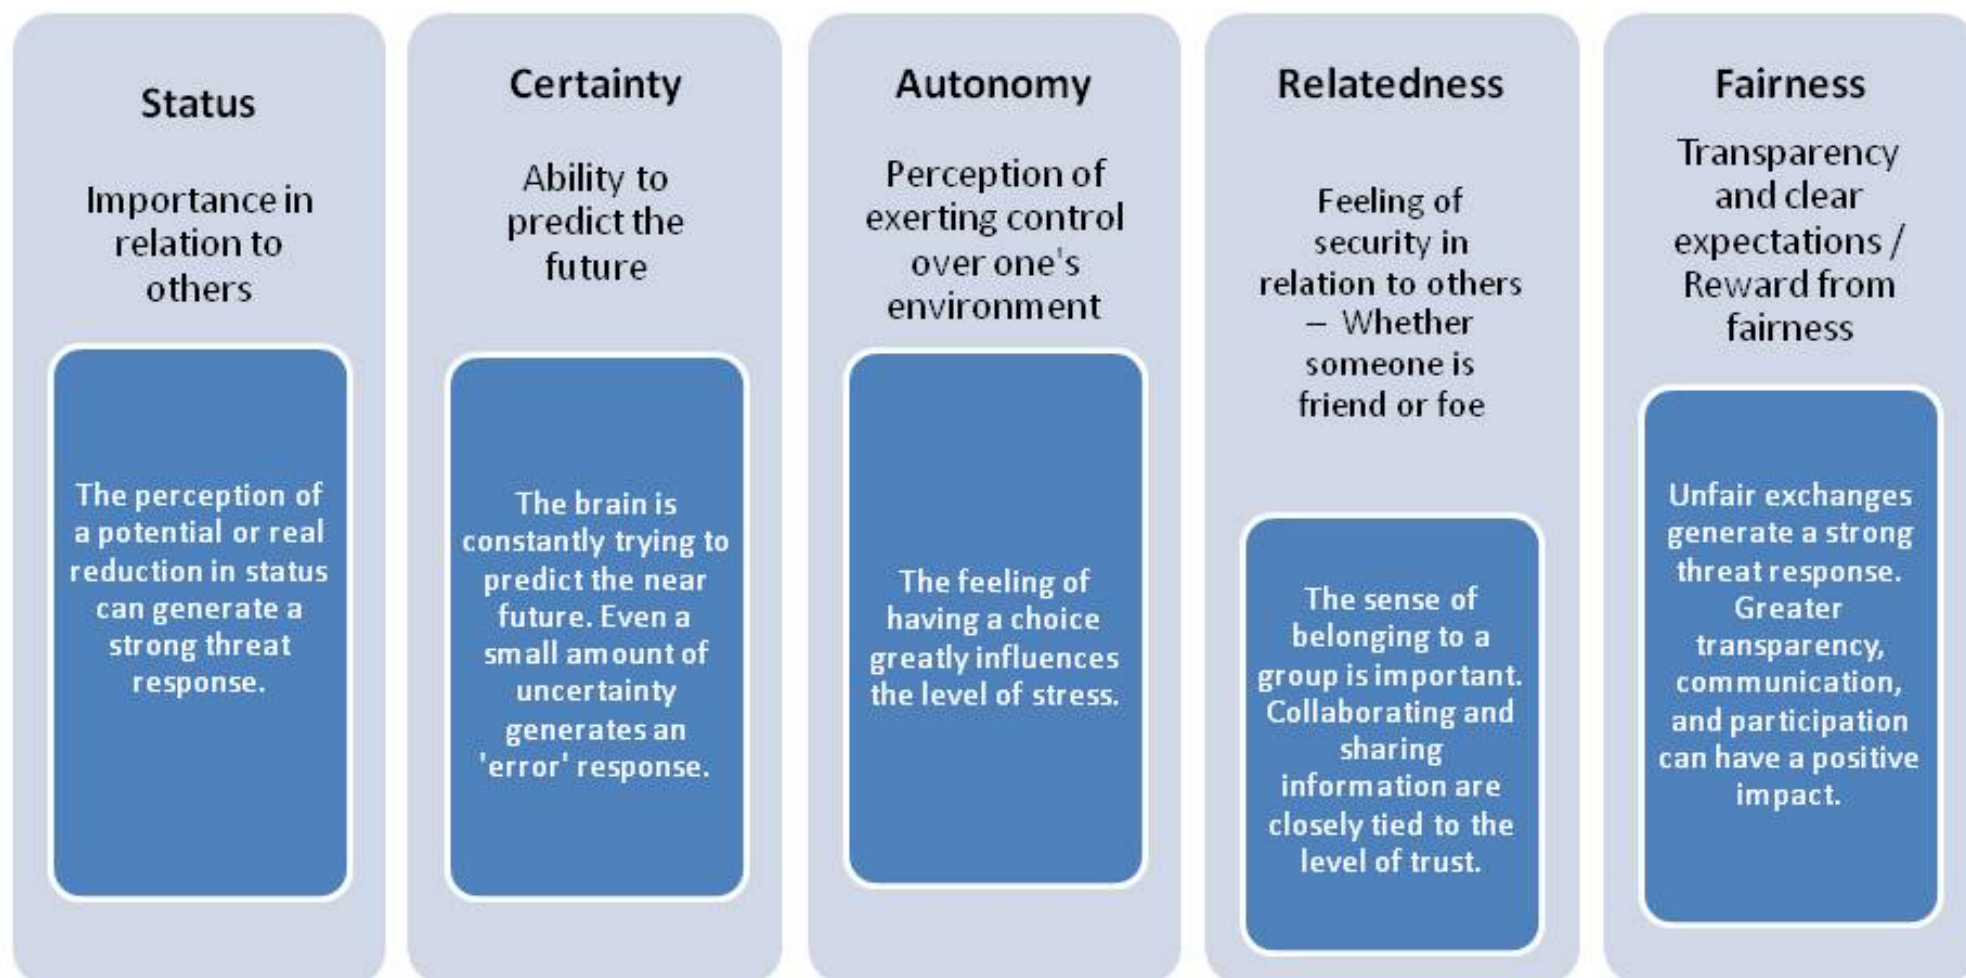 Status
Importance in
relation to
others
The perception of
a potential or real
reduction in status
can generate a
strong threat
response.
Certainty
Ability to
predict the
future
The brain is
constantly trying to
predict the near
future. Even a
small amount of
uncertainty
generates an
'error' response.
Autonomy
Perception of
exerting control
over one's
environment
The feeling of
having a choice
greatly influences
the level of stress.
Relatedness
Feeling of
security in
relation to others
– Whether
someone is
friend or foe
The sense of
belonging to a
group is important.
Collaborating and
sharing
information are
closely tied to the
level of trust.
Fairness
Transparency
and clear
expectations /
Reward from
fairness
Unfair exchanges
generate a strong
threat response.
Greater
transparency,
communication,
and participation
can have a positive
impact.